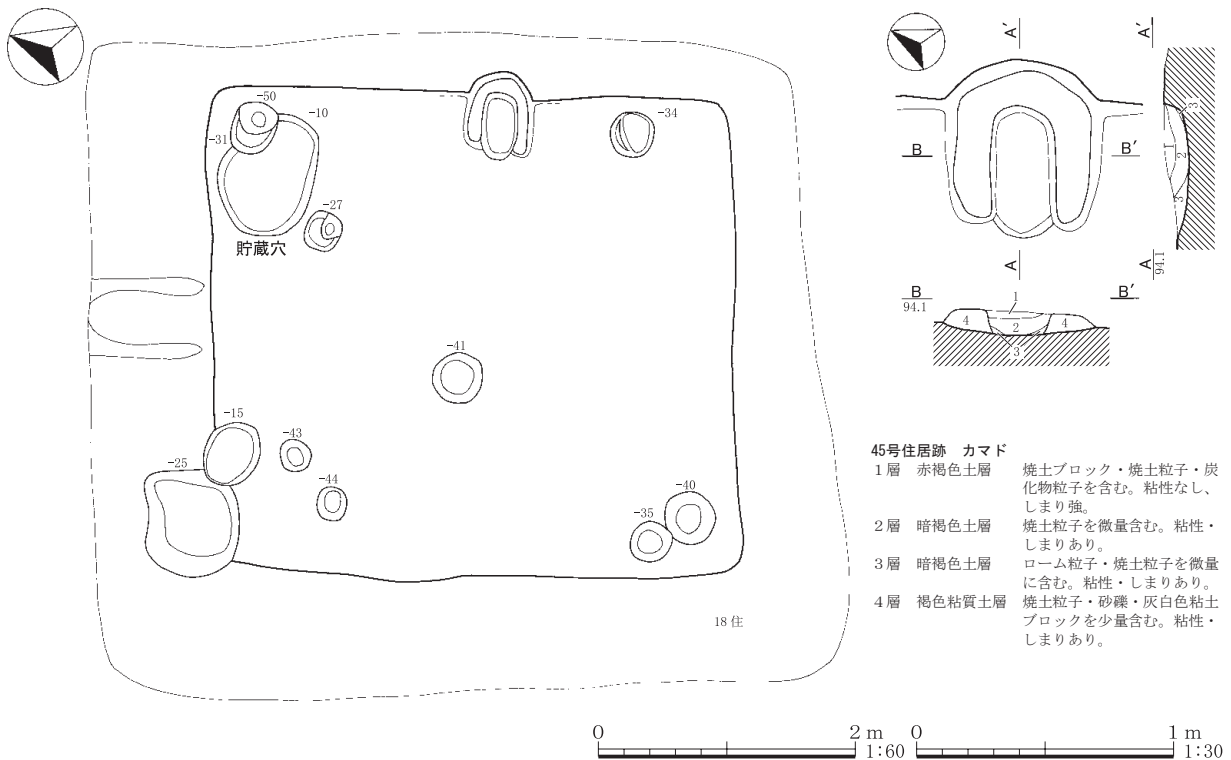 -50
-10
-31
-34
-27
貯蔵穴
-41
-15
-43
-25
-44
-40
-35
18住
A′
A′
B
B′
1
2
3
3
A
A
94.1
B
94.1
B′
1
4
2
4
3
45号住居跡 カマド
1層 赤褐色土層 焼土ブロック・焼土粒子・炭
化物粒子を含む。粘性なし、
しまり強。
2層 暗褐色土層 焼土粒子を微量含む。粘性・
しまりあり。
3層 暗褐色土層 ローム粒子・焼土粒子を微量
に含む。粘性・しまりあり。
4層 褐色粘質土層 焼土粒子・砂礫・灰白色粘土
ブロックを少量含む。粘性・
しまりあり。
0 2m 1:60
0 1m 1:30